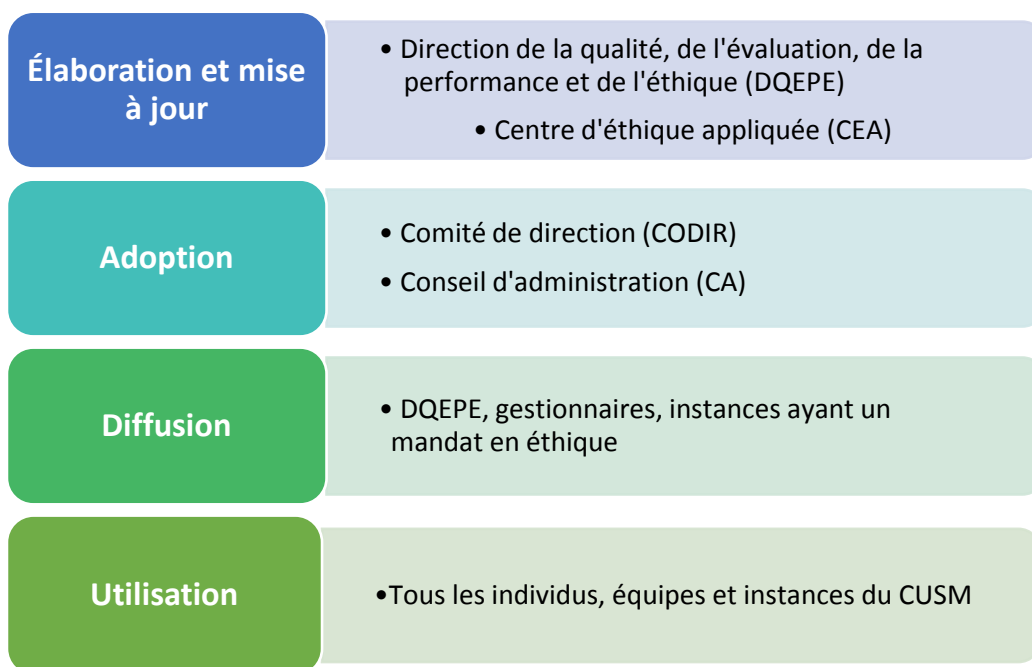 Élaboration et mise
à jour
• Direction de la qualité, de l'évaluation, de la
performance et de l'éthique (DQEPE)
• Centre d'éthique appliquée (CEA)
Adoption
• Comité de direction (CODIR)
• Conseil d'administration (CA)
Diffusion
• DQEPE, gestionnaires, instances ayant un
mandat en éthique
Utilisation
•Tous les individus, équipes et instances du CUSM